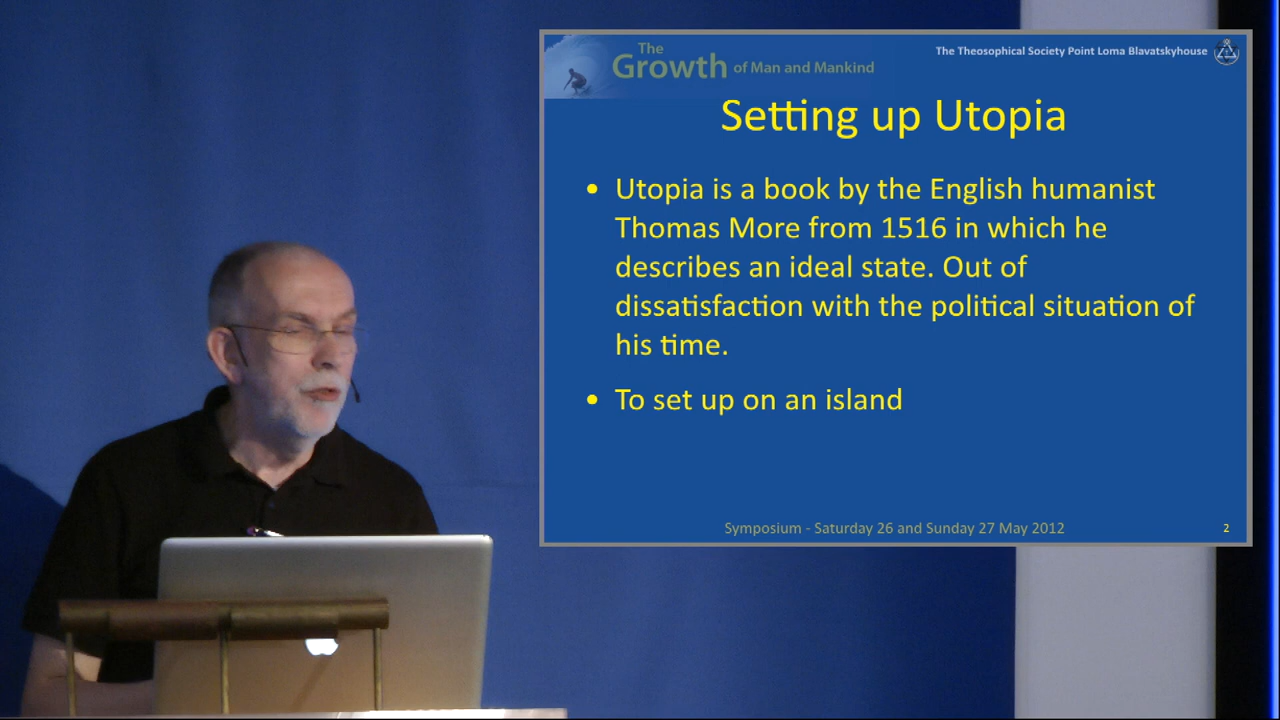 The
Growth of Man and Mankind
The Theosophical Society Point Loma Blavatskyhouse
Setting up Utopia
• Utopia is a book by the English humanist
Thomas More from 1516 in which he
describes an ideal state. Out of
dissatisfaction with the political situation of
his time.
• To set up on an island
Symposium - Saturday 26 and Sunday 27 May 2012
2